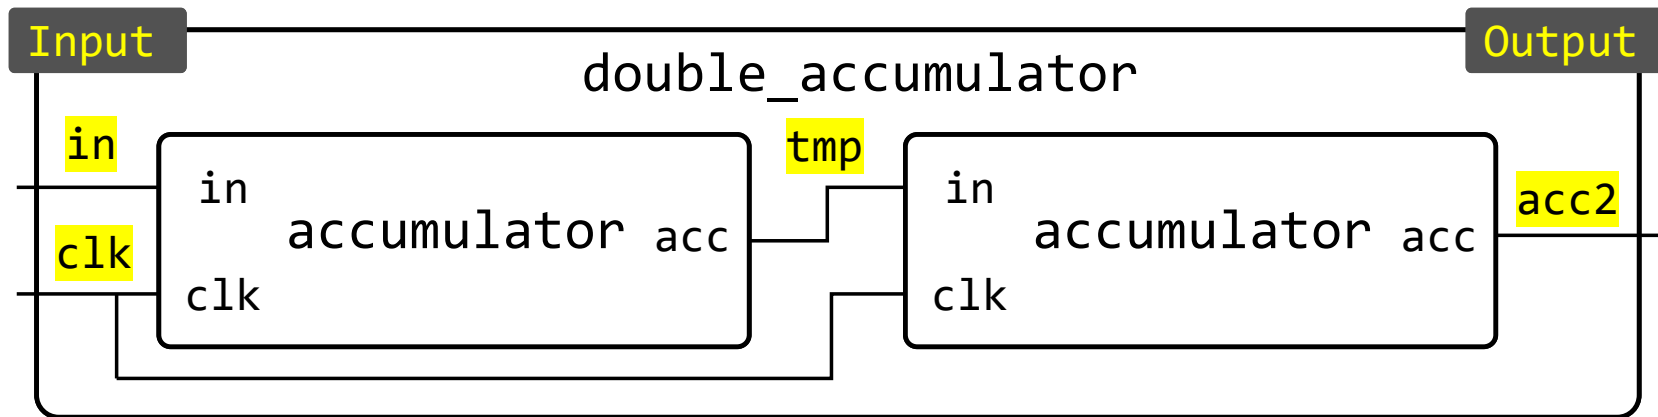 Input
Output
double_accumulator
in
clk
in
accumulator
acc
clk
tmp
in
accumulator
acc
clk
acc2